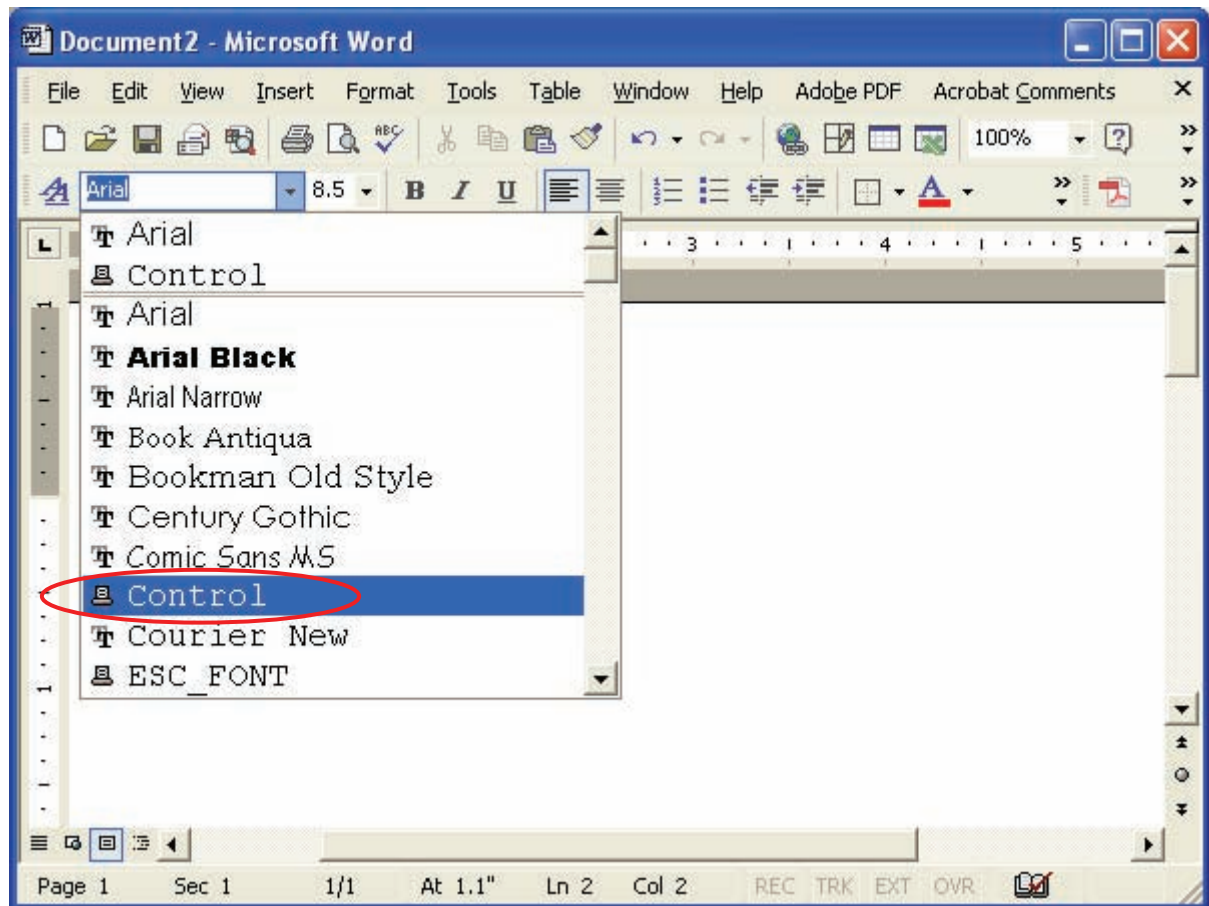 Document2 - Microsoft Word
File Edit View Insert Format Tools Table Window Help Adobe PDF Acrobat Comments
ABC 100%
Arial 8.5 B I U A
L 3 4 5
Arial
Control
Arial
Arial Black
Arial Narrow
Book Antiqua
Bookman Old Style
Century Gothic
Comic Sans MS
Control
Courier New
ESC_FONT
Page 1 Sec 1 1/1 At 1.1" Ln 2 Col 2 REC TRK EXT OVR